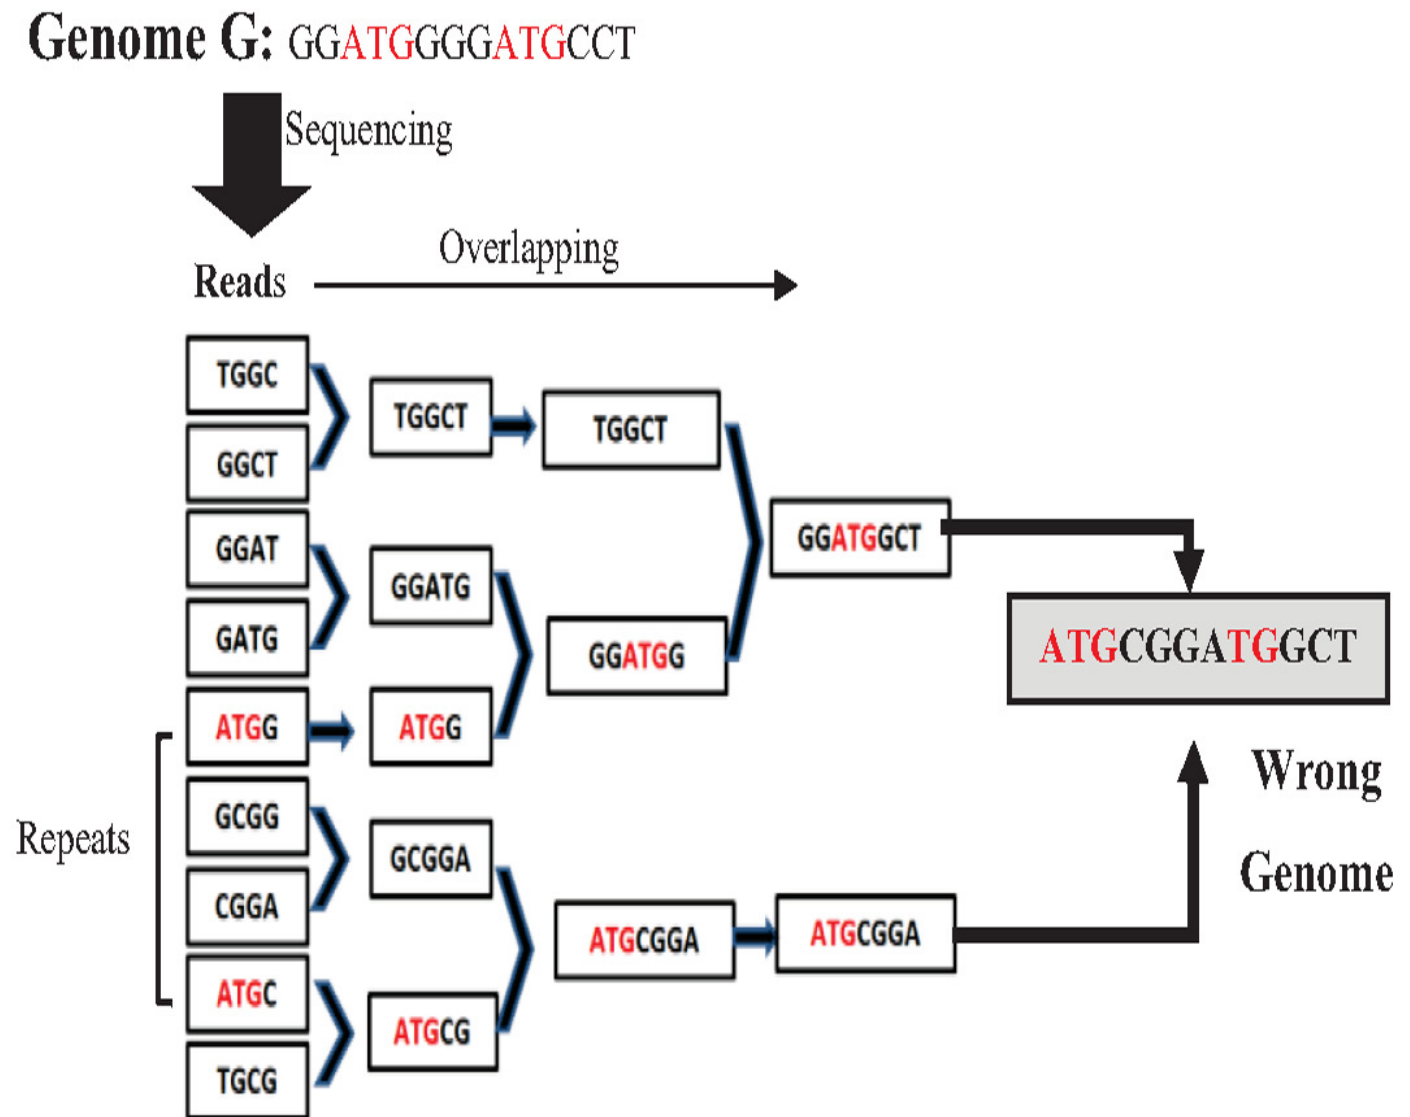 Genome G: GGATGGGGATGCCT
Sequencing
Overlapping
Reads
TGGC
GGCT
GGAT
GATG
ATGG
GCGG
CGGA
ATGC
TGCG
Repeats
TGGCT
GGATG
ATGG
GCGGA
ATGCG
TGGCT
GGATGG
ATGCGGA
GGATGGCT
ATGCGGA
ATGCGGATGGCT
Wrong
Genome